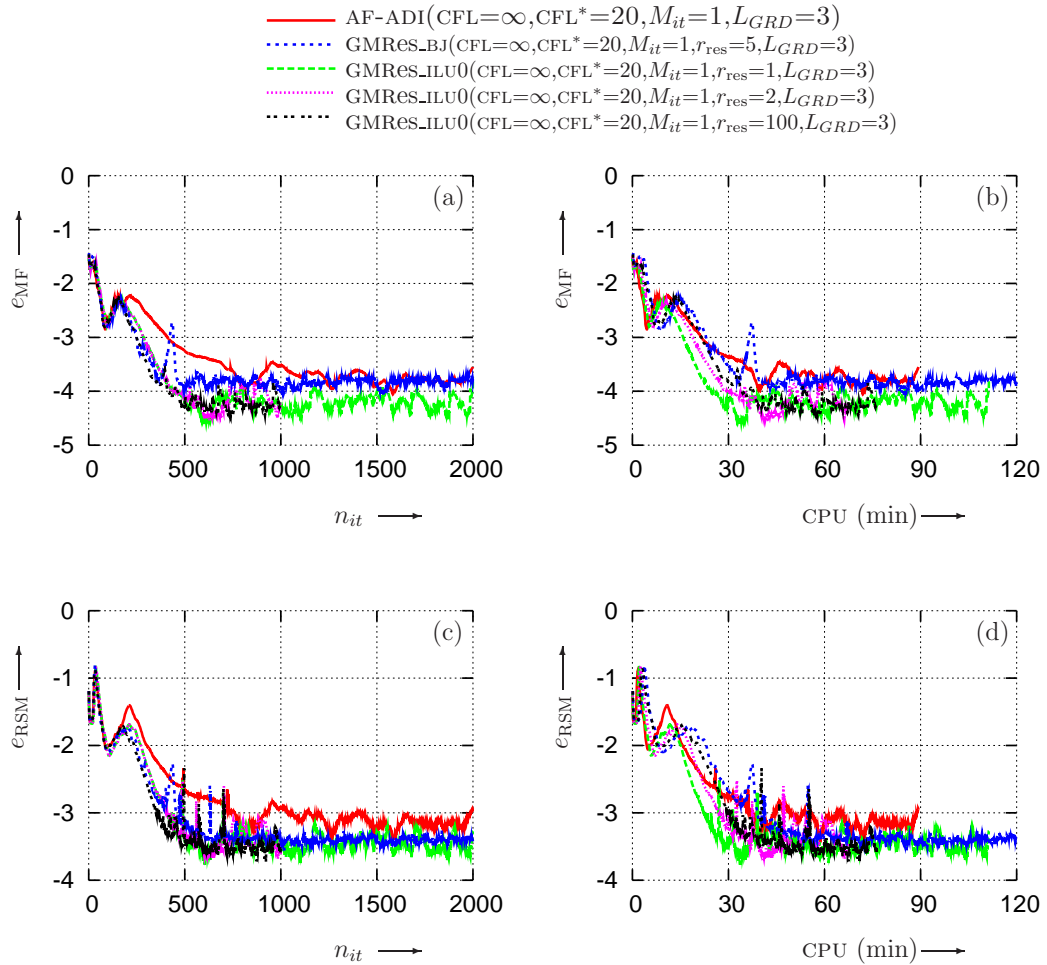 AF-ADI(CFL=∞,CFL*=20,M_it=1,L_GRD=3)
GMRes_BJ(CFL=∞,CFL*=20,M_it=1,r_res=5,L_GRD=3)
GMRes_ILU0(CFL=∞,CFL*=20,M_it=1,r_res=1,L_GRD=3)
GMRes_ILU0(CFL=∞,CFL*=20,M_it=1,r_res=2,L_GRD=3)
GMRes_ILU0(CFL=∞,CFL*=20,M_it=1,r_res=100,L_GRD=3)
(a)
e_MF
0
-1
-2
-3
-4
-5
0 500 1000 1500 2000
n_it
(b)
e_MF
0
-1
-2
-3
-4
-5
0 30 60 90 120
CPU (min)
(c)
e_RSM
0
-1
-2
-3
-4
0 500 1000 1500 2000
n_it
(d)
e_RSM
0
-1
-2
-3
-4
0 30 60 90 120
CPU (min)